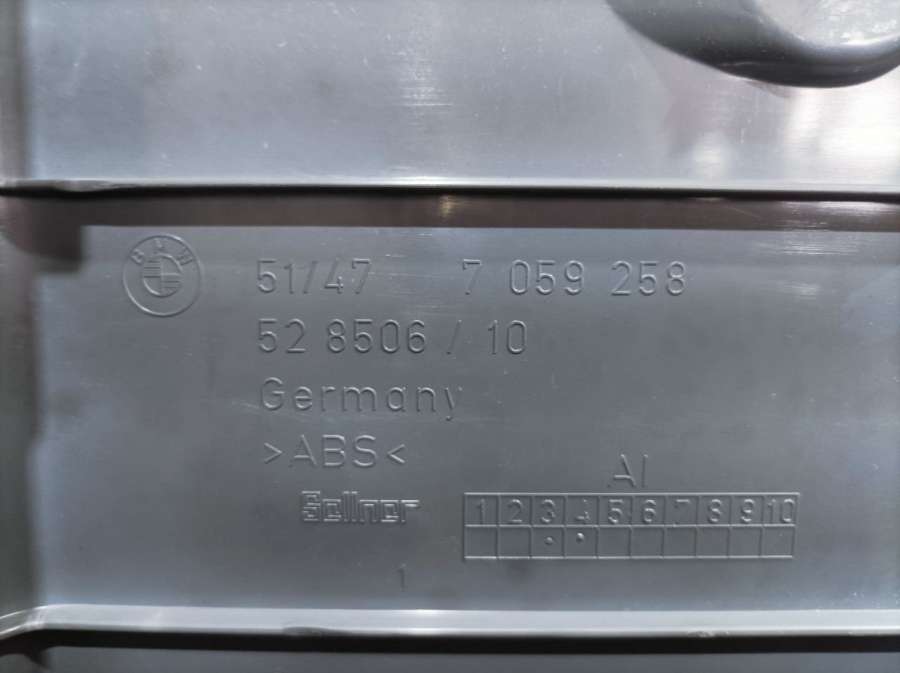 BMW
51/47 7 059 258
52 8506 / 10
Germany
>ABS<
Sellner
AI
1 2 3 4 5 6 7 8 9 10
1